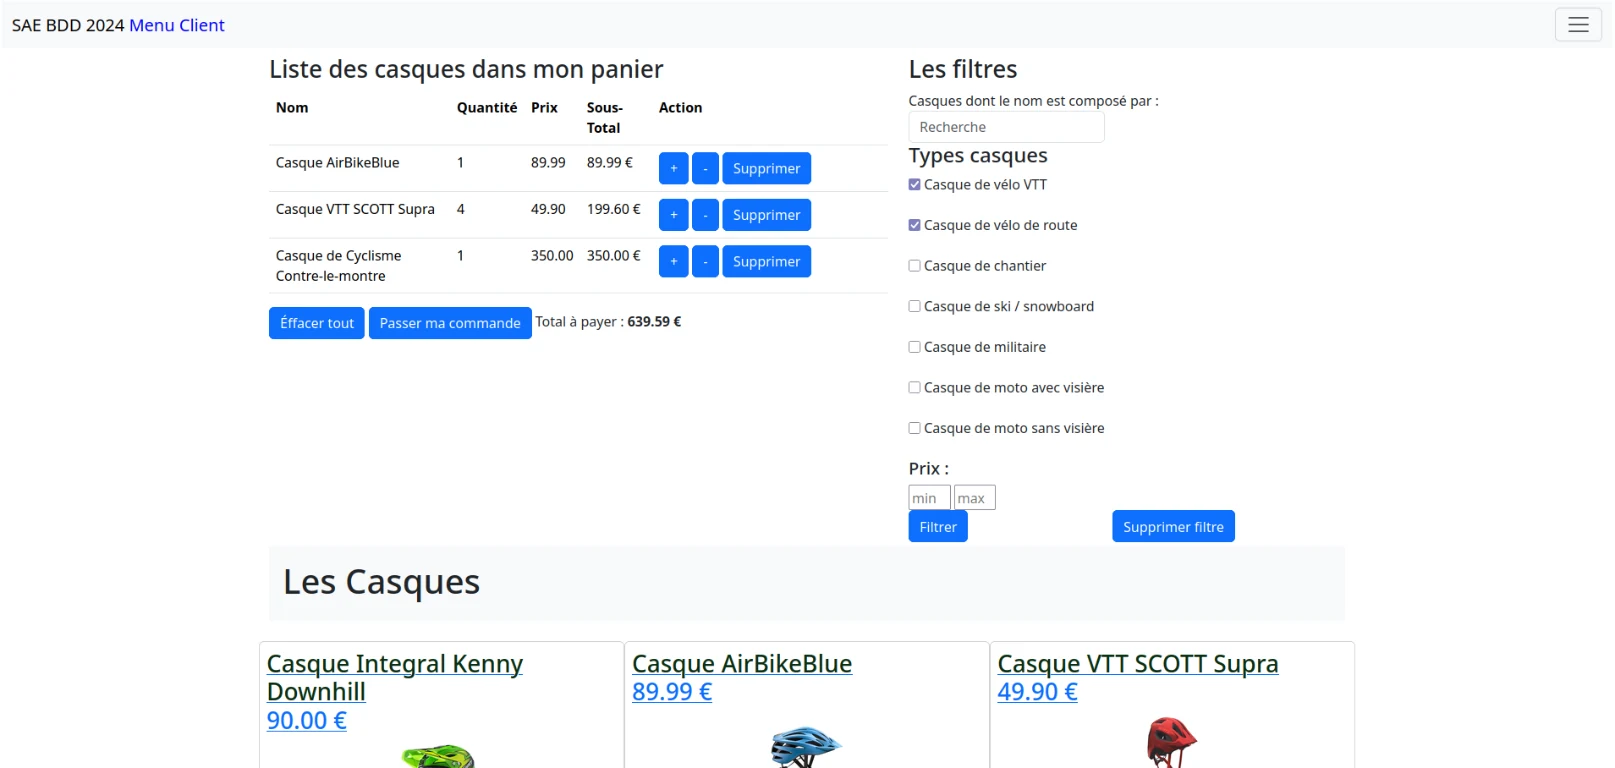 SAE BDD 2024 Menu Client
Liste des casques dans mon panier
Nom Quantité Prix Sous-Total Action
Casque AirBikeBlue 1 89.99 89.99 € + - Supprimer
Casque VTT SCOTT Supra 4 49.90 199.60 € + - Supprimer
Casque de Cyclisme Contre-le-montre 1 350.00 350.00 € + - Supprimer
Éffacer tout Passer ma commande Total à payer : 639.59 €
Les filtres
Casques dont le nom est composé par :
Recherche
Types casques
Casque de vélo VTT
Casque de vélo de route
Casque de chantier
Casque de ski / snowboard
Casque de militaire
Casque de moto avec visière
Casque de moto sans visière
Prix :
min max
Filtrer Supprimer filtre
Les Casques
Casque Integral Kenny
Downhill
90.00 €
Casque AirBikeBlue
89.99 €
Casque VTT SCOTT Supra
49.90 €